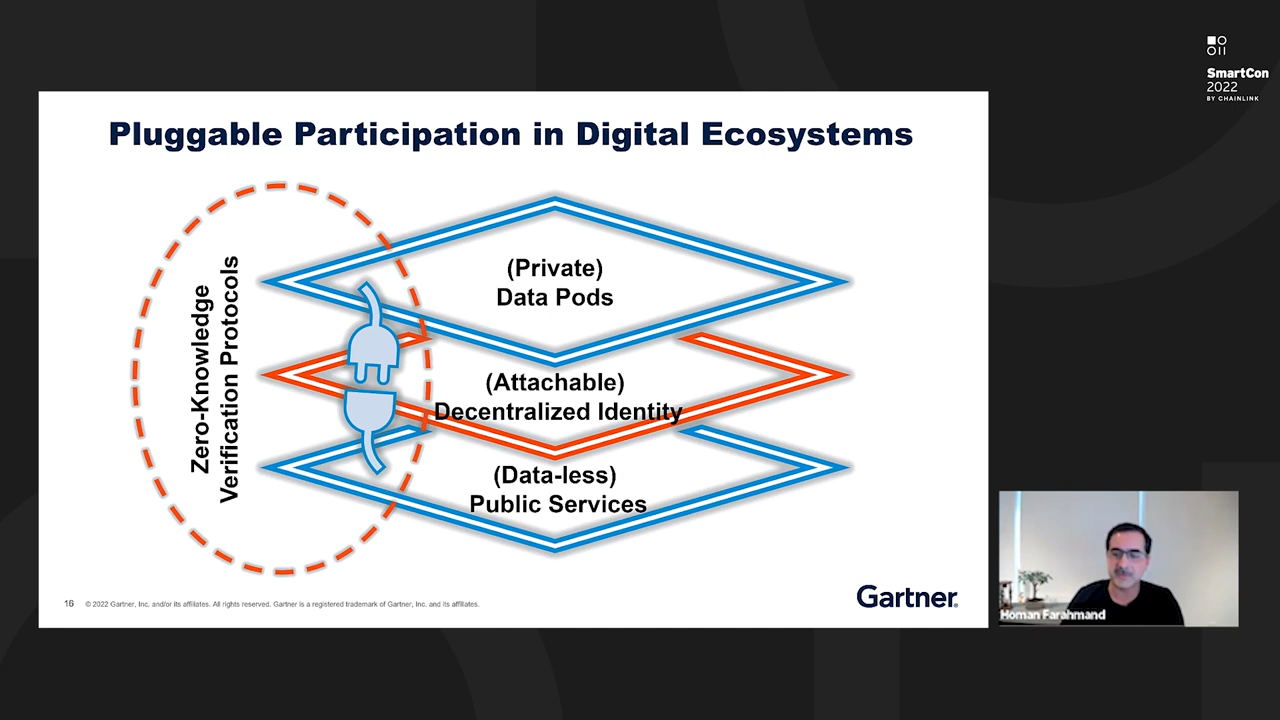 SmartCon
2022
BY CHAINLINK
Pluggable Participation in Digital Ecosystems
Zero-Knowledge
Verification Protocols
(Private)
Data Pods
(Attachable)
Decentralized Identity
(Data-less)
Public Services
16 © 2022 Gartner, Inc. and/or its affiliates. All rights reserved. Gartner is a registered trademark of Gartner, Inc. and its affiliates.
Gartner®
Homan Farahmand